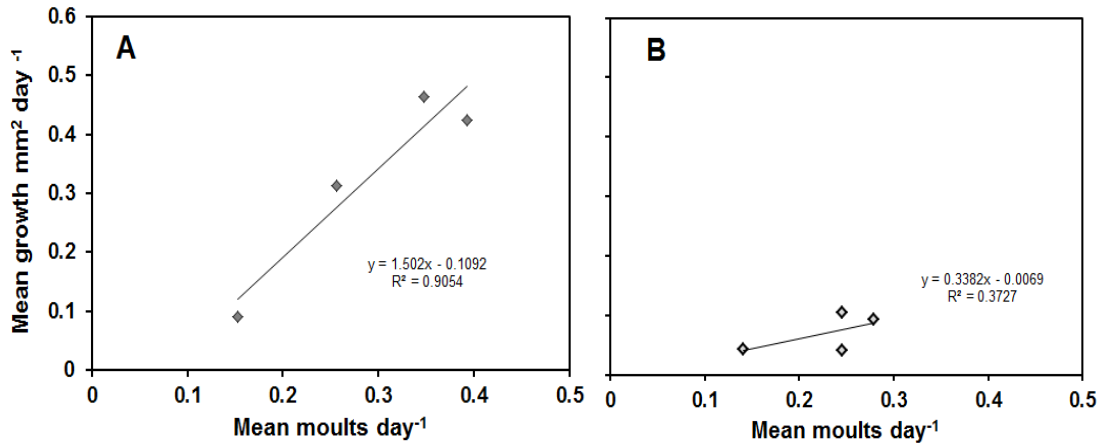 A
B
Mean growth mm² day ⁻¹
0.6
0.5
0.4
0.3
0.2
0.1
0
y = 1.502x - 0.1092
R² = 0.9054
y = 0.3382x - 0.0069
R² = 0.3727
0 0.2 0.3 0.4 0.5
0 0.1 0.2 0.3 0.4 0.5
Mean moults day⁻¹
Mean moults day⁻¹